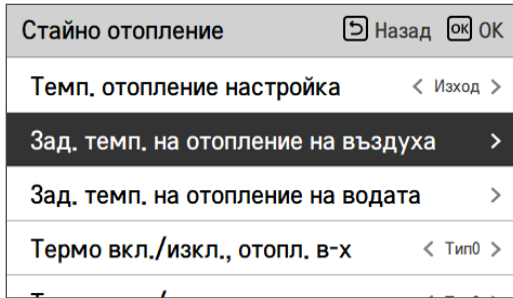 Стайно отопление Назад ок OK
Темп. отопление настройка < Изход >
Зад. темп. на отопление на въздуха >
Зад. темп. на отопление на водата >
Термо вкл./изкл., отопл. в-х < Тип0 >